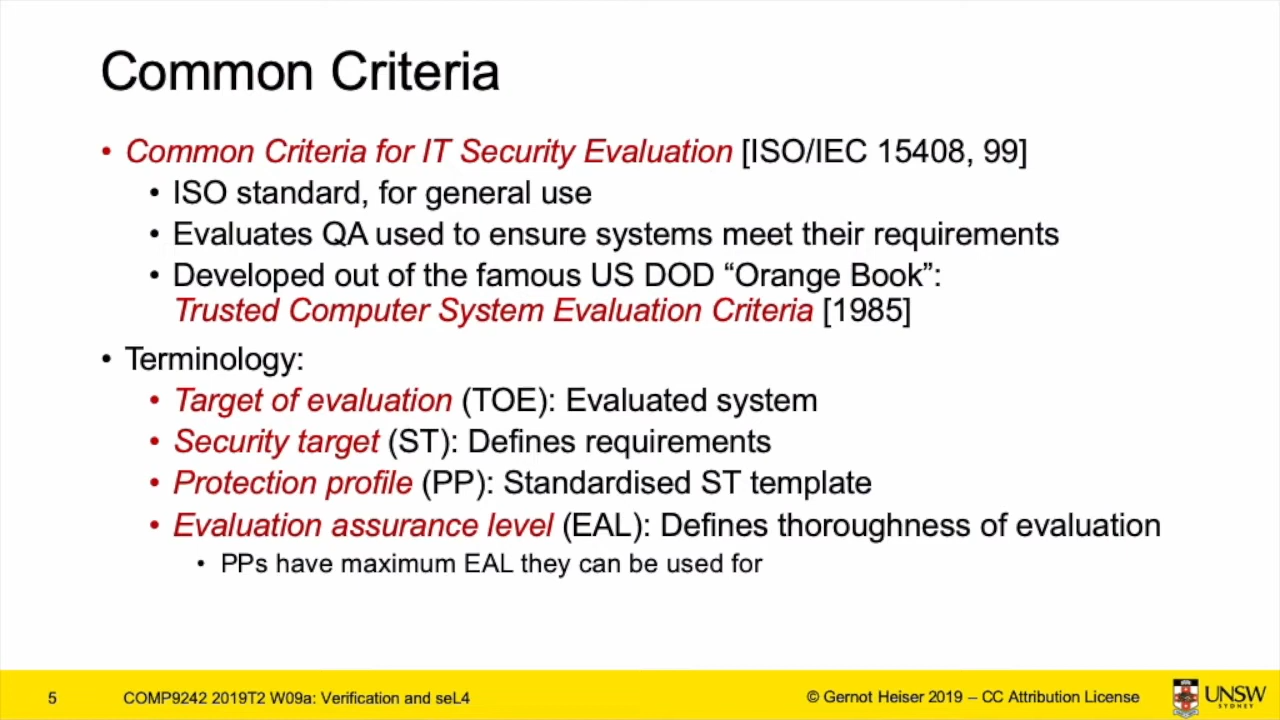 Common Criteria
• Common Criteria for IT Security Evaluation [ISO/IEC 15408, 99]
• ISO standard, for general use
• Evaluates QA used to ensure systems meet their requirements
• Developed out of the famous US DOD “Orange Book”:
Trusted Computer System Evaluation Criteria [1985]
• Terminology:
• Target of evaluation (TOE): Evaluated system
• Security target (ST): Defines requirements
• Protection profile (PP): Standardised ST template
• Evaluation assurance level (EAL): Defines thoroughness of evaluation
• PPs have maximum EAL they can be used for
5 COMP9242 2019T2 W09a: Verification and seL4 © Gernot Heiser 2019 – CC Attribution License UNSW
SYDNEY